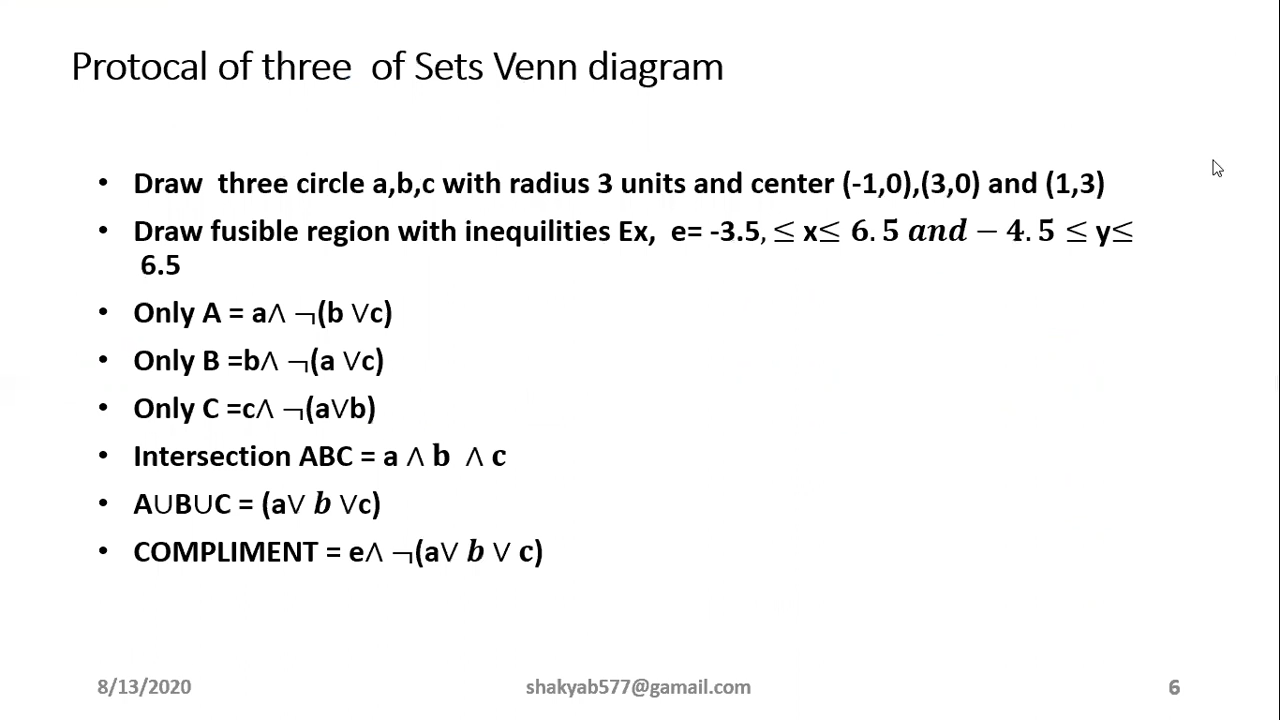 Protocal of three of Sets Venn diagram
• Draw three circle a,b,c with radius 3 units and center (-1,0),(3,0) and (1,3)
• Draw fusible region with inequilities Ex, e= -3.5, ≤ x≤ 6.5 and − 4.5 ≤ y≤
6.5
• Only A = a∧ ¬(b ∨c)
• Only B =b∧ ¬(a ∨c)
• Only C =c∧ ¬(a∨b)
• Intersection ABC = a ∧ b ∧ c
• A∪B∪C = (a∨ b ∨c)
• COMPLIMENT = e∧ ¬(a∨ b ∨ c)
8/13/2020 shakyab577@gamail.com 6